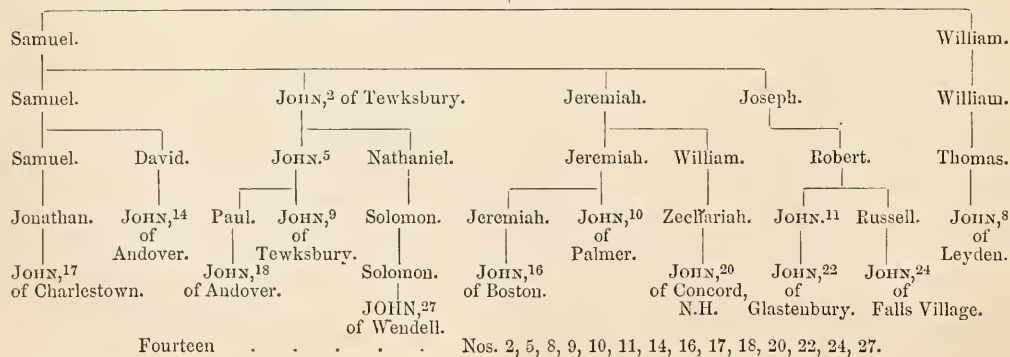 Samuel. William.
Samuel. JOHN,² of Tewksbury. Jeremiah. Joseph. William.
Samuel. David. JOHN.⁵ Nathaniel. Jeremiah. William. Robert. Thomas.
Jonathan. JOHN,¹⁴ Paul. JOHN,⁹ Solomon. Jeremiah. JOHN,¹⁰ Zechariah. JOHN.¹¹ Russell. JOHN,⁸
of of of of
Andover. Tewksbury. Palmer. Leyden.
JOHN,¹⁷ JOHN,¹⁸ Solomon. JOHN,¹⁶ JOHN,²⁰ JOHN,²² JOHN,²⁴
of Charlestown. of Andover. of Boston. of Concord, of of
JOHN,²⁷ N.H. Glastenbury. Falls Village.
of Wendell.
Fourteen . . . . . Nos. 2, 5, 8, 9, 10, 11, 14, 16, 17, 18, 20, 22, 24, 27.